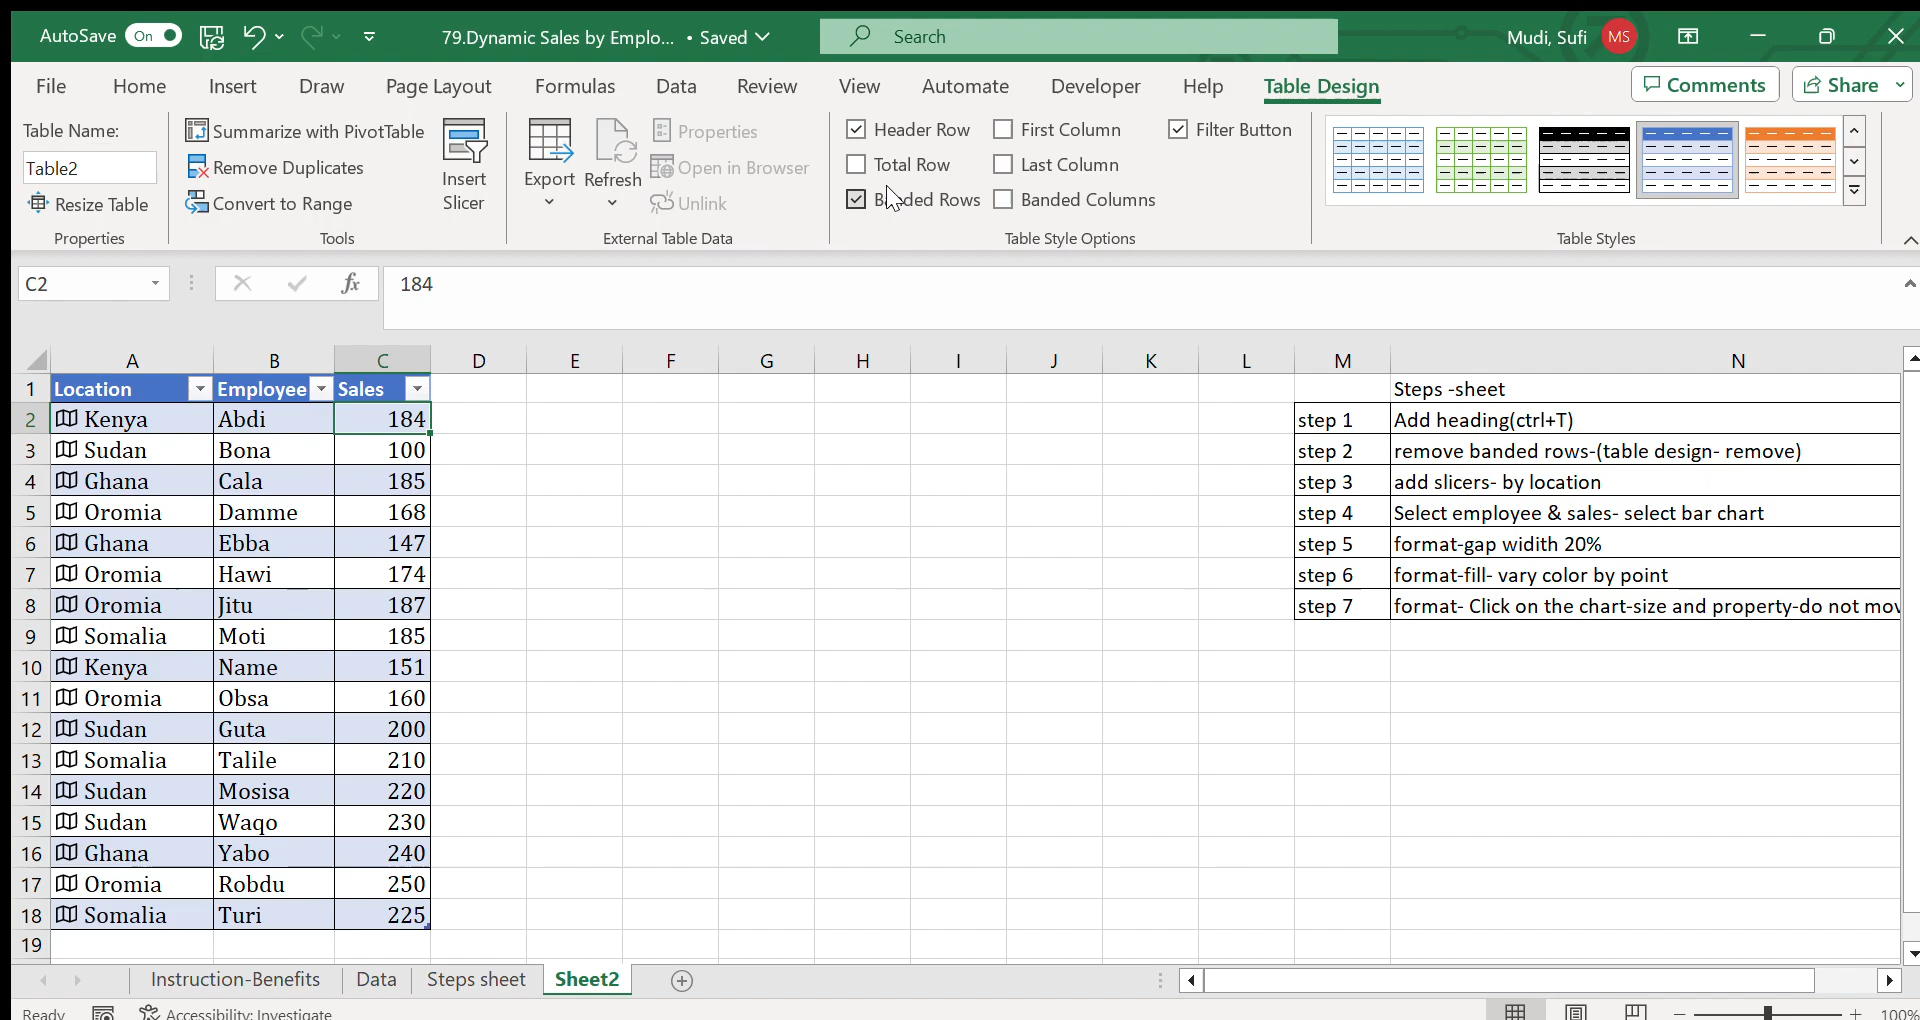 AutoSave On 79.Dynamic Sales by Emplo... • Saved Search Mudi, Sufi MS
File Home Insert Draw Page Layout Formulas Data Review View Automate Developer Help Table Design Comments Share
Table Name:
Table2
Resize Table
Properties
Summarize with PivotTable
Remove Duplicates
Convert to Range
Tools
Insert
Slicer
Export
Refresh
Properties
Open in Browser
Unlink
External Table Data
Header Row First Column Filter Button
Total Row Last Column
Banded Rows Banded Columns
Table Style Options
Table Styles
C2 fx 184
A B C D E F G H I J K L M N
1 Location Employee Sales Steps -sheet
2 Kenya Abdi 184 step 1 Add heading(ctrl+T)
3 Sudan Bona 100 step 2 remove banded rows-(table design- remove)
4 Ghana Cala 185 step 3 add slicers- by location
5 Oromia Damme 168 step 4 Select employee & sales- select bar chart
6 Ghana Ebba 147 step 5 format-gap widith 20%
7 Oromia Hawi 174 step 6 format-fill- vary color by point
8 Oromia Jitu 187 step 7 format- Click on the chart-size and property-do not mov
9 Somalia Moti 185
10 Kenya Name 151
11 Oromia Obsa 160
12 Sudan Guta 200
13 Somalia Talile 210
14 Sudan Mosisa 220
15 Sudan Waqo 230
16 Ghana Yabo 240
17 Oromia Robdu 250
18 Somalia Turi 225
19
Instruction-Benefits Data Steps sheet Sheet2
Ready Accessibility: Investigate 100%